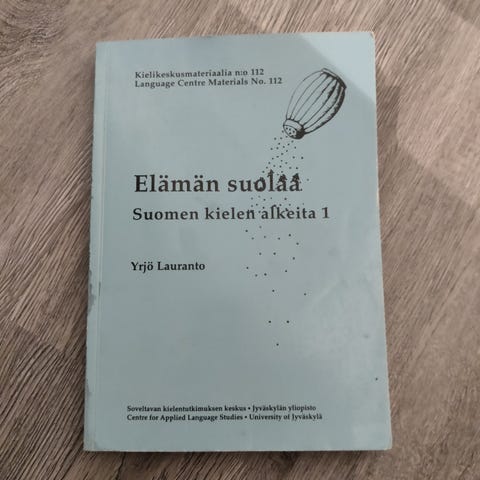 Kielikeskusmateriaalia n:o 112
Language Centre Materials No. 112
Elämän suolaa
Suomen kielen alkeita 1
Yrjö Lauranto
Soveltavan kielentutkimuksen keskus • Jyväskylän yliopisto
Centre for Applied Language Studies • University of Jyväskylä